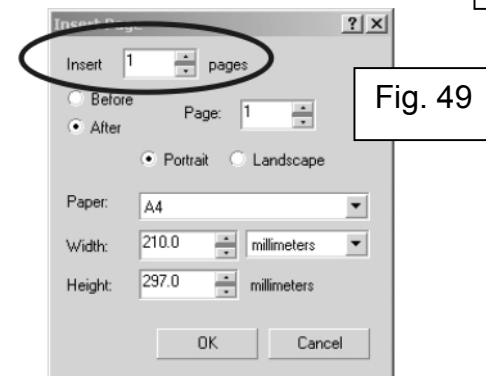 Insert Page
Insert 1 pages
Before
After
Page: 1
Portrait Landscape
Paper: A4
Width: 210.0 millimeters
Height: 297.0 millimeters
OK Cancel
Fig. 49